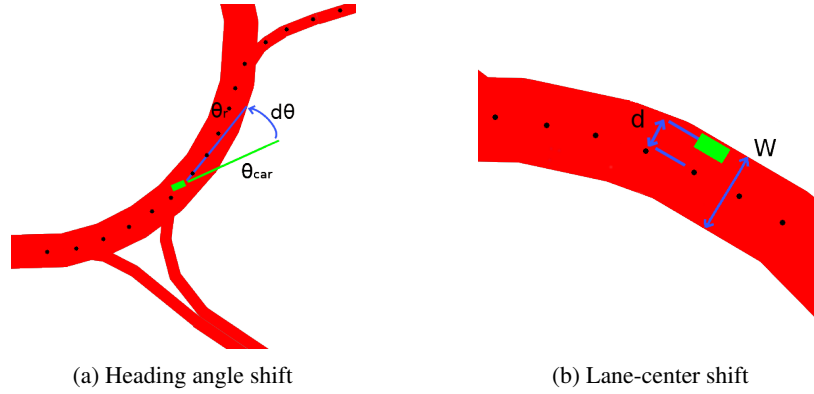 θr
dθ
θcar
d
W
(a) Heading angle shift
(b) Lane-center shift